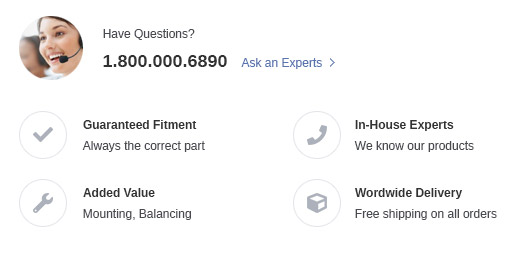 Have Questions?
1.800.000.6890 Ask an Experts
Guaranteed Fitment
Always the correct part
In-House Experts
We know our products
Added Value
Mounting, Balancing
Wordwide Delivery
Free shipping on all orders